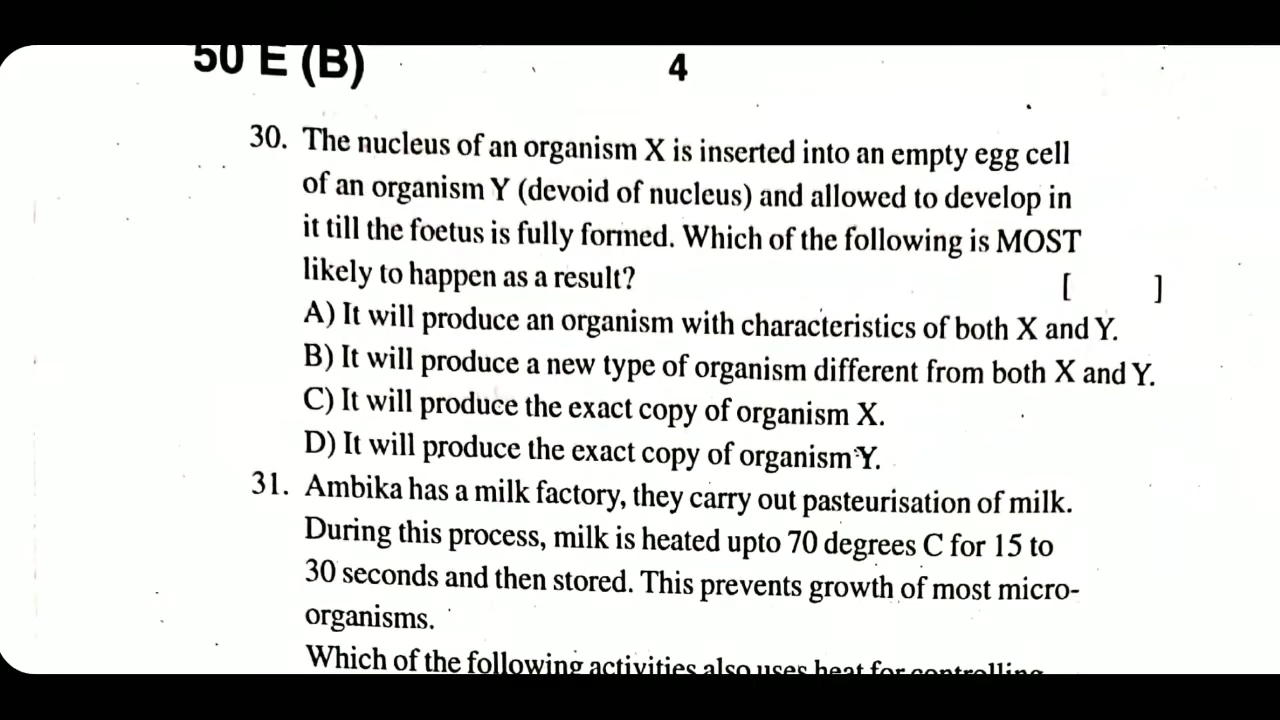 50 E (B) 4
30. The nucleus of an organism X is inserted into an empty egg cell
of an organism Y (devoid of nucleus) and allowed to develop in
it till the foetus is fully formed. Which of the following is MOST
likely to happen as a result? [ ]
A) It will produce an organism with characteristics of both X and Y.
B) It will produce a new type of organism different from both X and Y.
C) It will produce the exact copy of organism X.
D) It will produce the exact copy of organism Y.
31. Ambika has a milk factory, they carry out pasteurisation of milk.
During this process, milk is heated upto 70 degrees C for 15 to
30 seconds and then stored. This prevents growth of most micro-
organisms.
Which of the following activities also uses heat for controlling